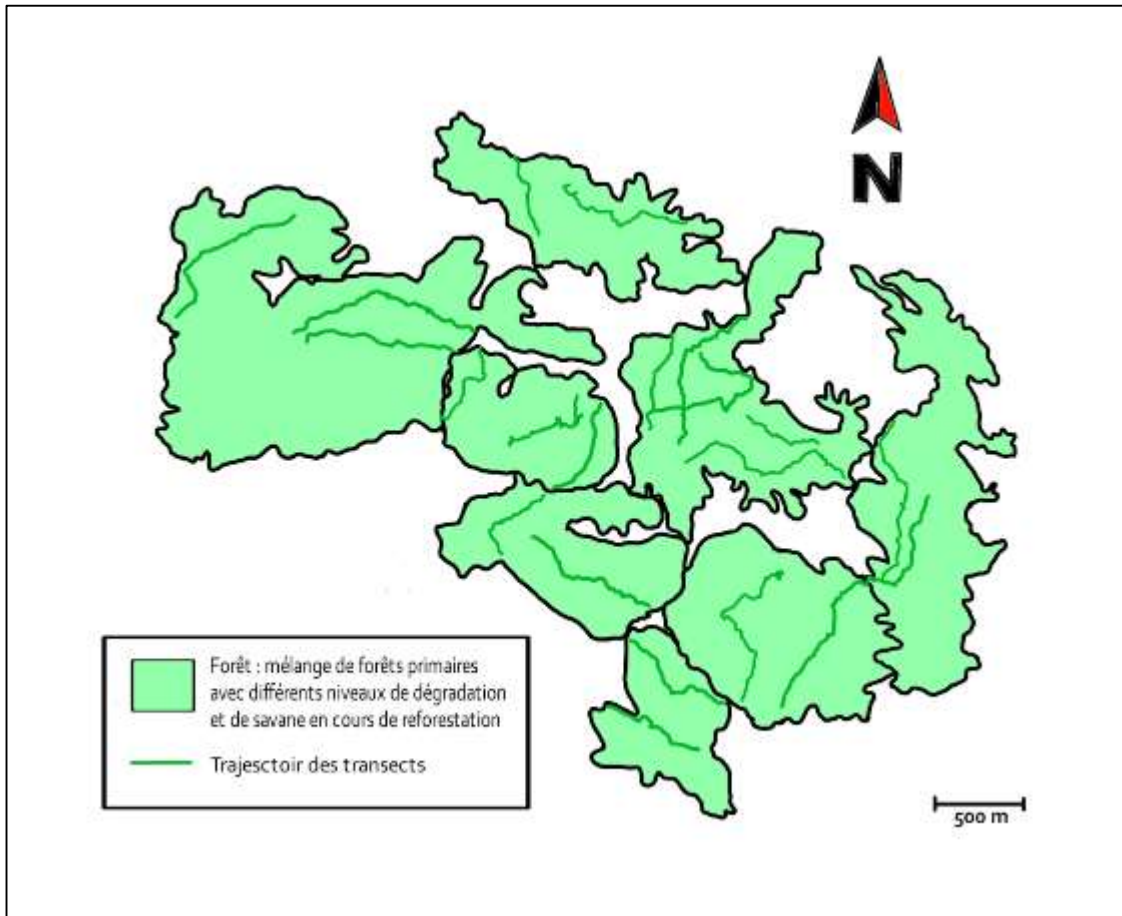 N
Forêt : mélange de forêts primaires
avec différents niveaux de dégradation
et de savane en cours de reforestation
Trajesctoir des transects
500 m